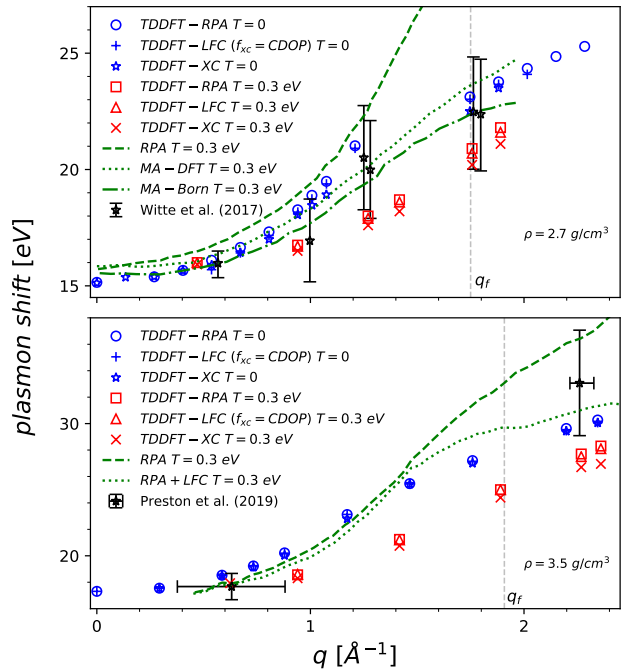 plasmon shift [eV]
25
20
15
TDDFT − RPA T = 0
TDDFT − LFC (fxc = CDOP) T = 0
TDDFT − XC T = 0
TDDFT − RPA T = 0.3 eV
TDDFT − LFC T = 0.3 eV
TDDFT − XC T = 0.3 eV
RPA T = 0.3 eV
MA − DFT T = 0.3 eV
MA − Born T = 0.3 eV
Witte et al. (2017)
ρ = 2.7 g/cm³
qf
30
20
TDDFT − RPA T = 0
TDDFT − LFC (fxc = CDOP) T = 0
TDDFT − XC T = 0
TDDFT − RPA T = 0.3 eV
TDDFT − LFC (fxc = CDOP) T = 0.3 eV
TDDFT − XC T = 0.3 eV
RPA T = 0.3 eV
RPA + LFC T = 0.3 eV
Preston et al. (2019)
ρ = 3.5 g/cm³
qf
0 1 2
q [Å⁻¹]